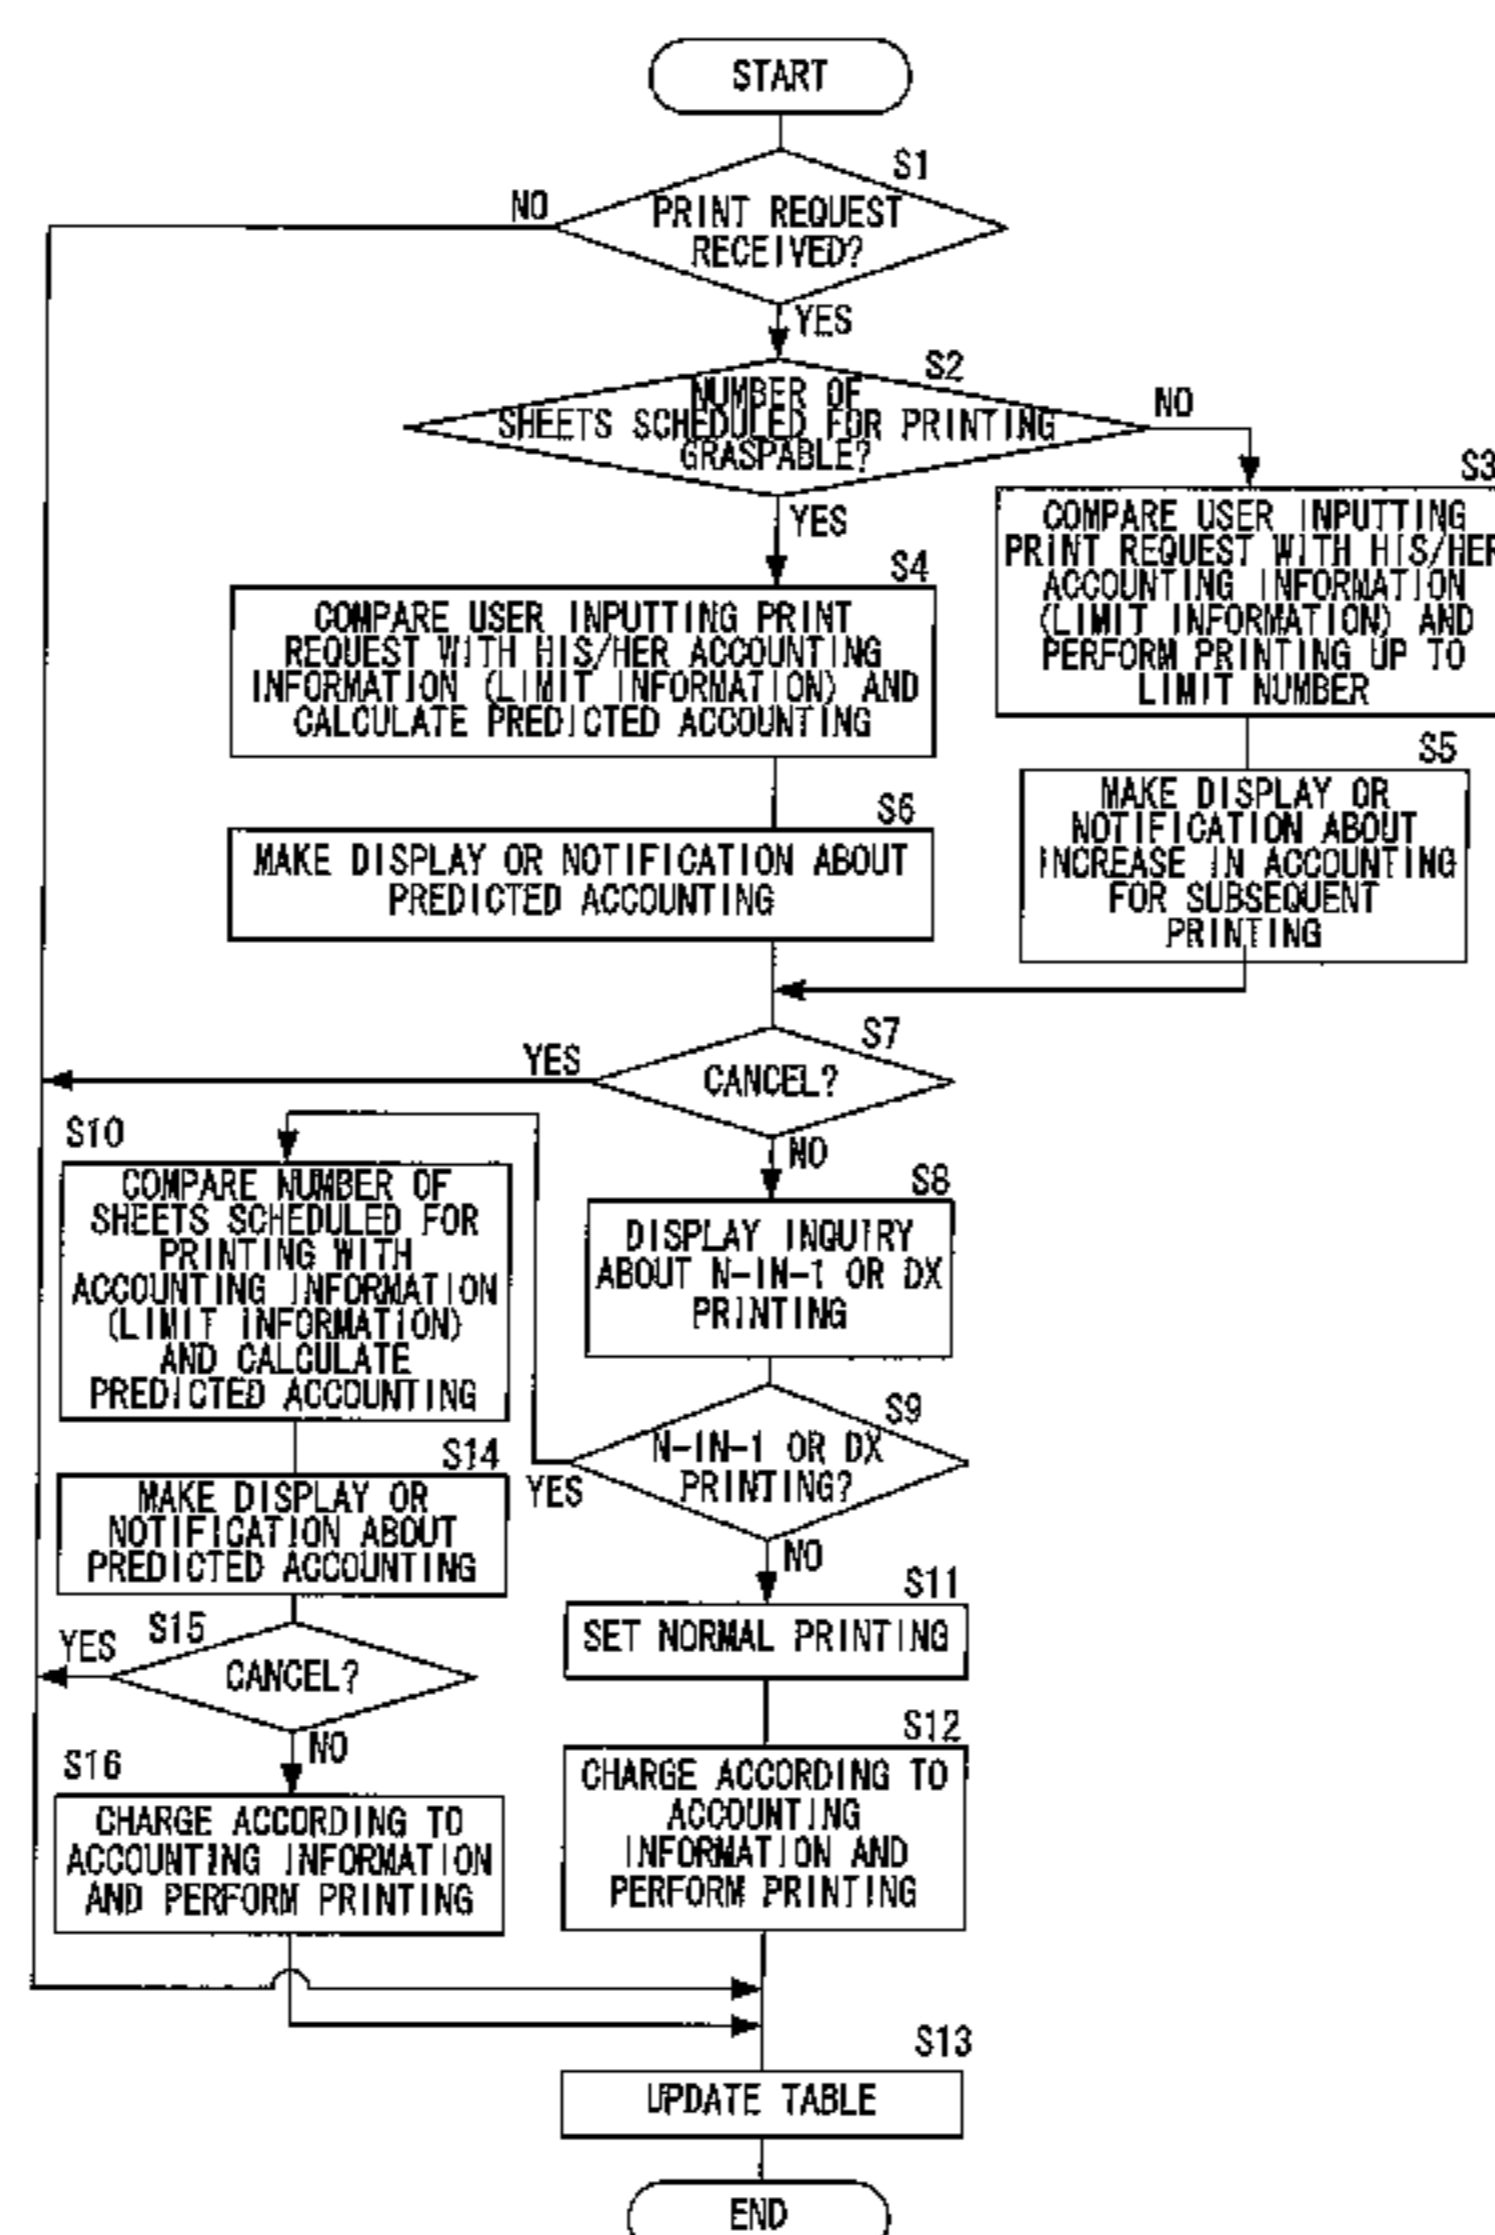 START
S1
NO
PRINT REQUEST
RECEIVED?
YES
S2
NUMBER OF
SHEETS SCHEDULED FOR PRINTING
GRASPABLE?
NO
YES
S3
COMPARE USER INPUTTING
PRINT REQUEST WITH HIS/HER
ACCOUNTING INFORMATION
(LIMIT INFORMATION) AND
PERFORM PRINTING UP TO
LIMIT NUMBER
S4
COMPARE USER INPUTTING PRINT
REQUEST WITH HIS/HER ACCOUNTING
INFORMATION (LIMIT INFORMATION) AND
CALCULATE PREDICTED ACCOUNTING
S5
MAKE DISPLAY OR
NOTIFICATION ABOUT
INCREASE IN ACCOUNTING
FOR SUBSEQUENT
PRINTING
S6
MAKE DISPLAY OR NOTIFICATION ABOUT
PREDICTED ACCOUNTING
S7
YES
CANCEL?
NO
S10
COMPARE NUMBER OF
SHEETS SCHEDULED FOR
PRINTING WITH
ACCOUNTING INFORMATION
(LIMIT INFORMATION)
AND CALCULATE
PREDICTED ACCOUNTING
S8
DISPLAY INQUIRY
ABOUT N-IN-1 OR DX
PRINTING
S9
N-IN-1 OR DX
PRINTING?
YES
NO
S14
MAKE DISPLAY OR
NOTIFICATION ABOUT
PREDICTED ACCOUNTING
S11
SET NORMAL PRINTING
S15
YES
CANCEL?
NO
S12
CHARGE ACCORDING TO
ACCOUNTING
INFORMATION AND
PERFORM PRINTING
S16
CHARGE ACCORDING TO
ACCOUNTING INFORMATION
AND PERFORM PRINTING
S13
UPDATE TABLE
END